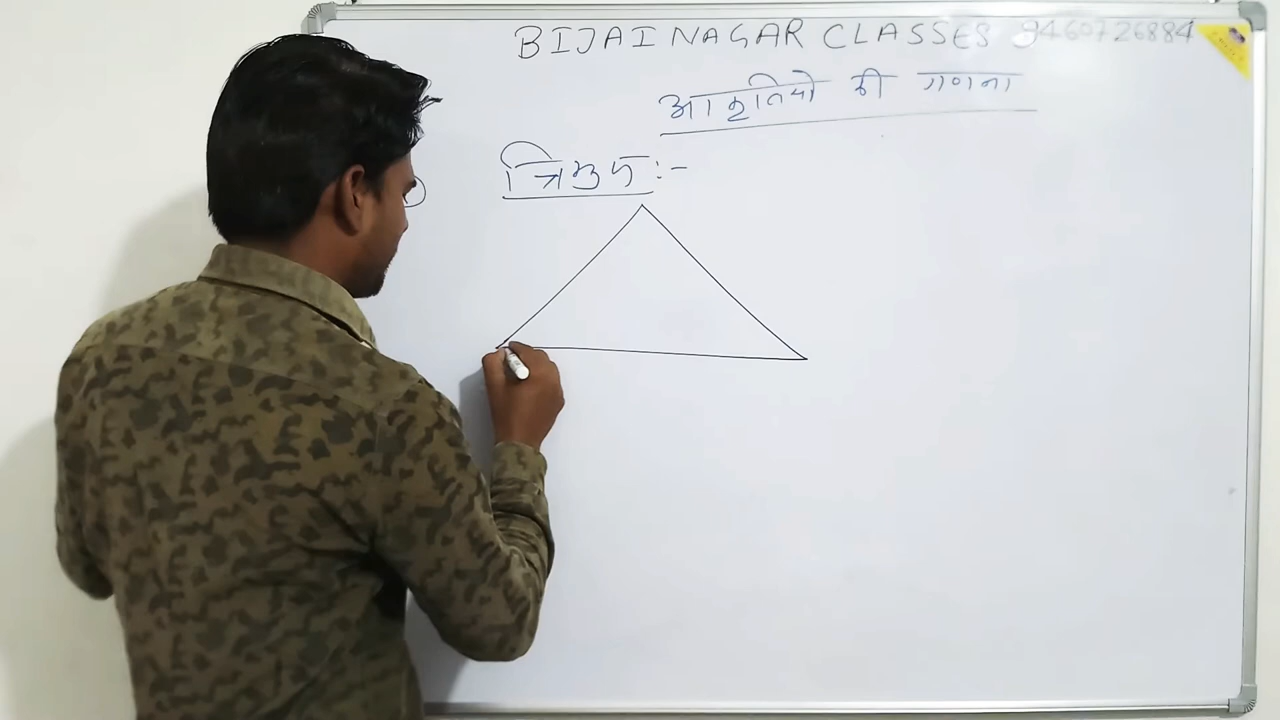 BIJAINAGAR CLASSES 9460726884
आकृतियो की गणना
त्रिभुज :-